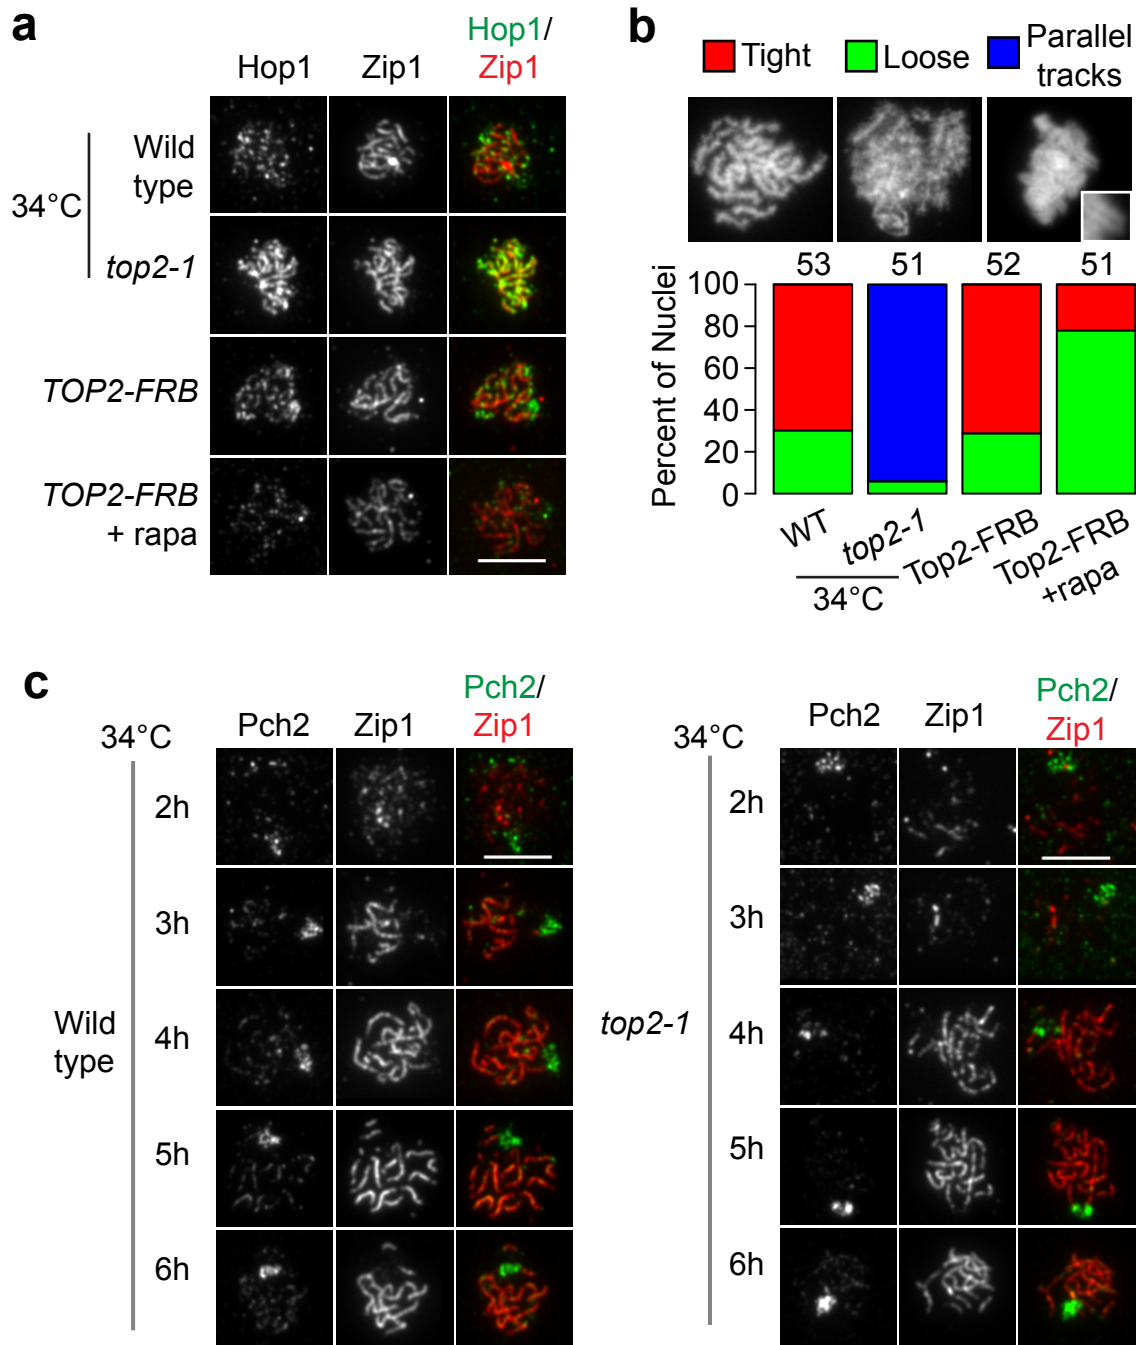 a
Hop1/
Hop1 Zip1 Zip1
Wild
type
34°C
top2-1
TOP2-FRB
TOP2-FRB
+ rapa
b
Tight Loose Parallel
tracks
53 51 52 51
100
80
60
40
20
0
Percent of Nuclei
WT top2-1 Top2-FRB Top2-FRB
+rapa
34°C
c
Pch2/
34°C Pch2 Zip1 Zip1
2h
3h
Wild
type
4h
5h
6h
Pch2/
34°C Pch2 Zip1 Zip1
2h
3h
top2-1
4h
5h
6h